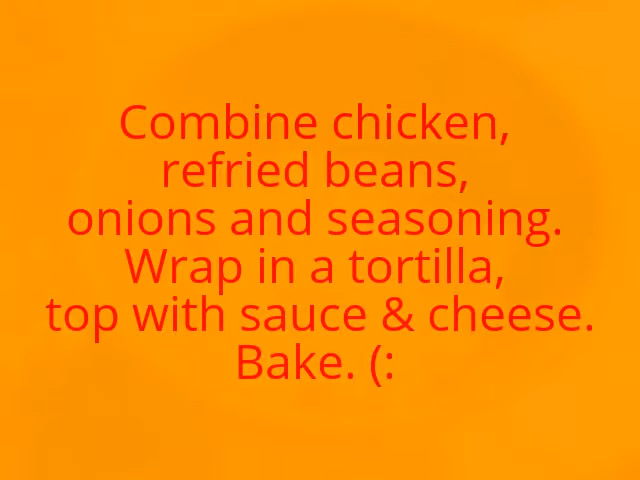 Combine chicken,
refried beans,
onions and seasoning.
Wrap in a tortilla,
top with sauce & cheese.
Bake. (: